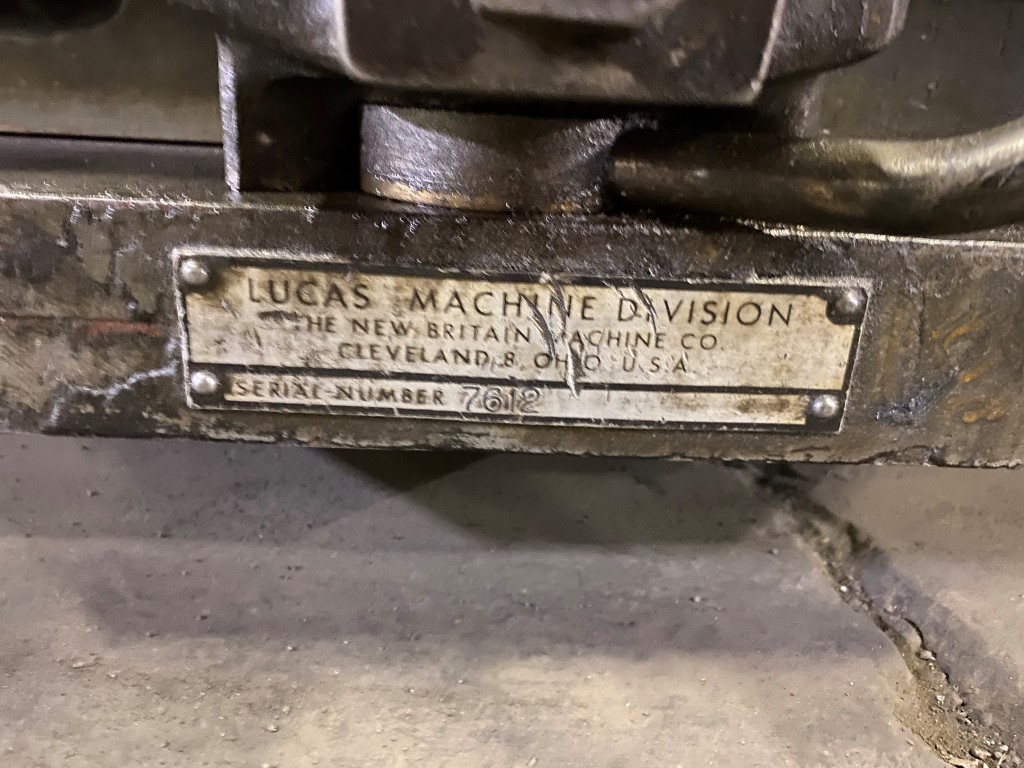 LUCAS MACHINE DIVISION
THE NEW BRITAIN MACHINE CO.
CLEVELAND, 8, OHIO U.S.A.
SERIAL NUMBER 7612